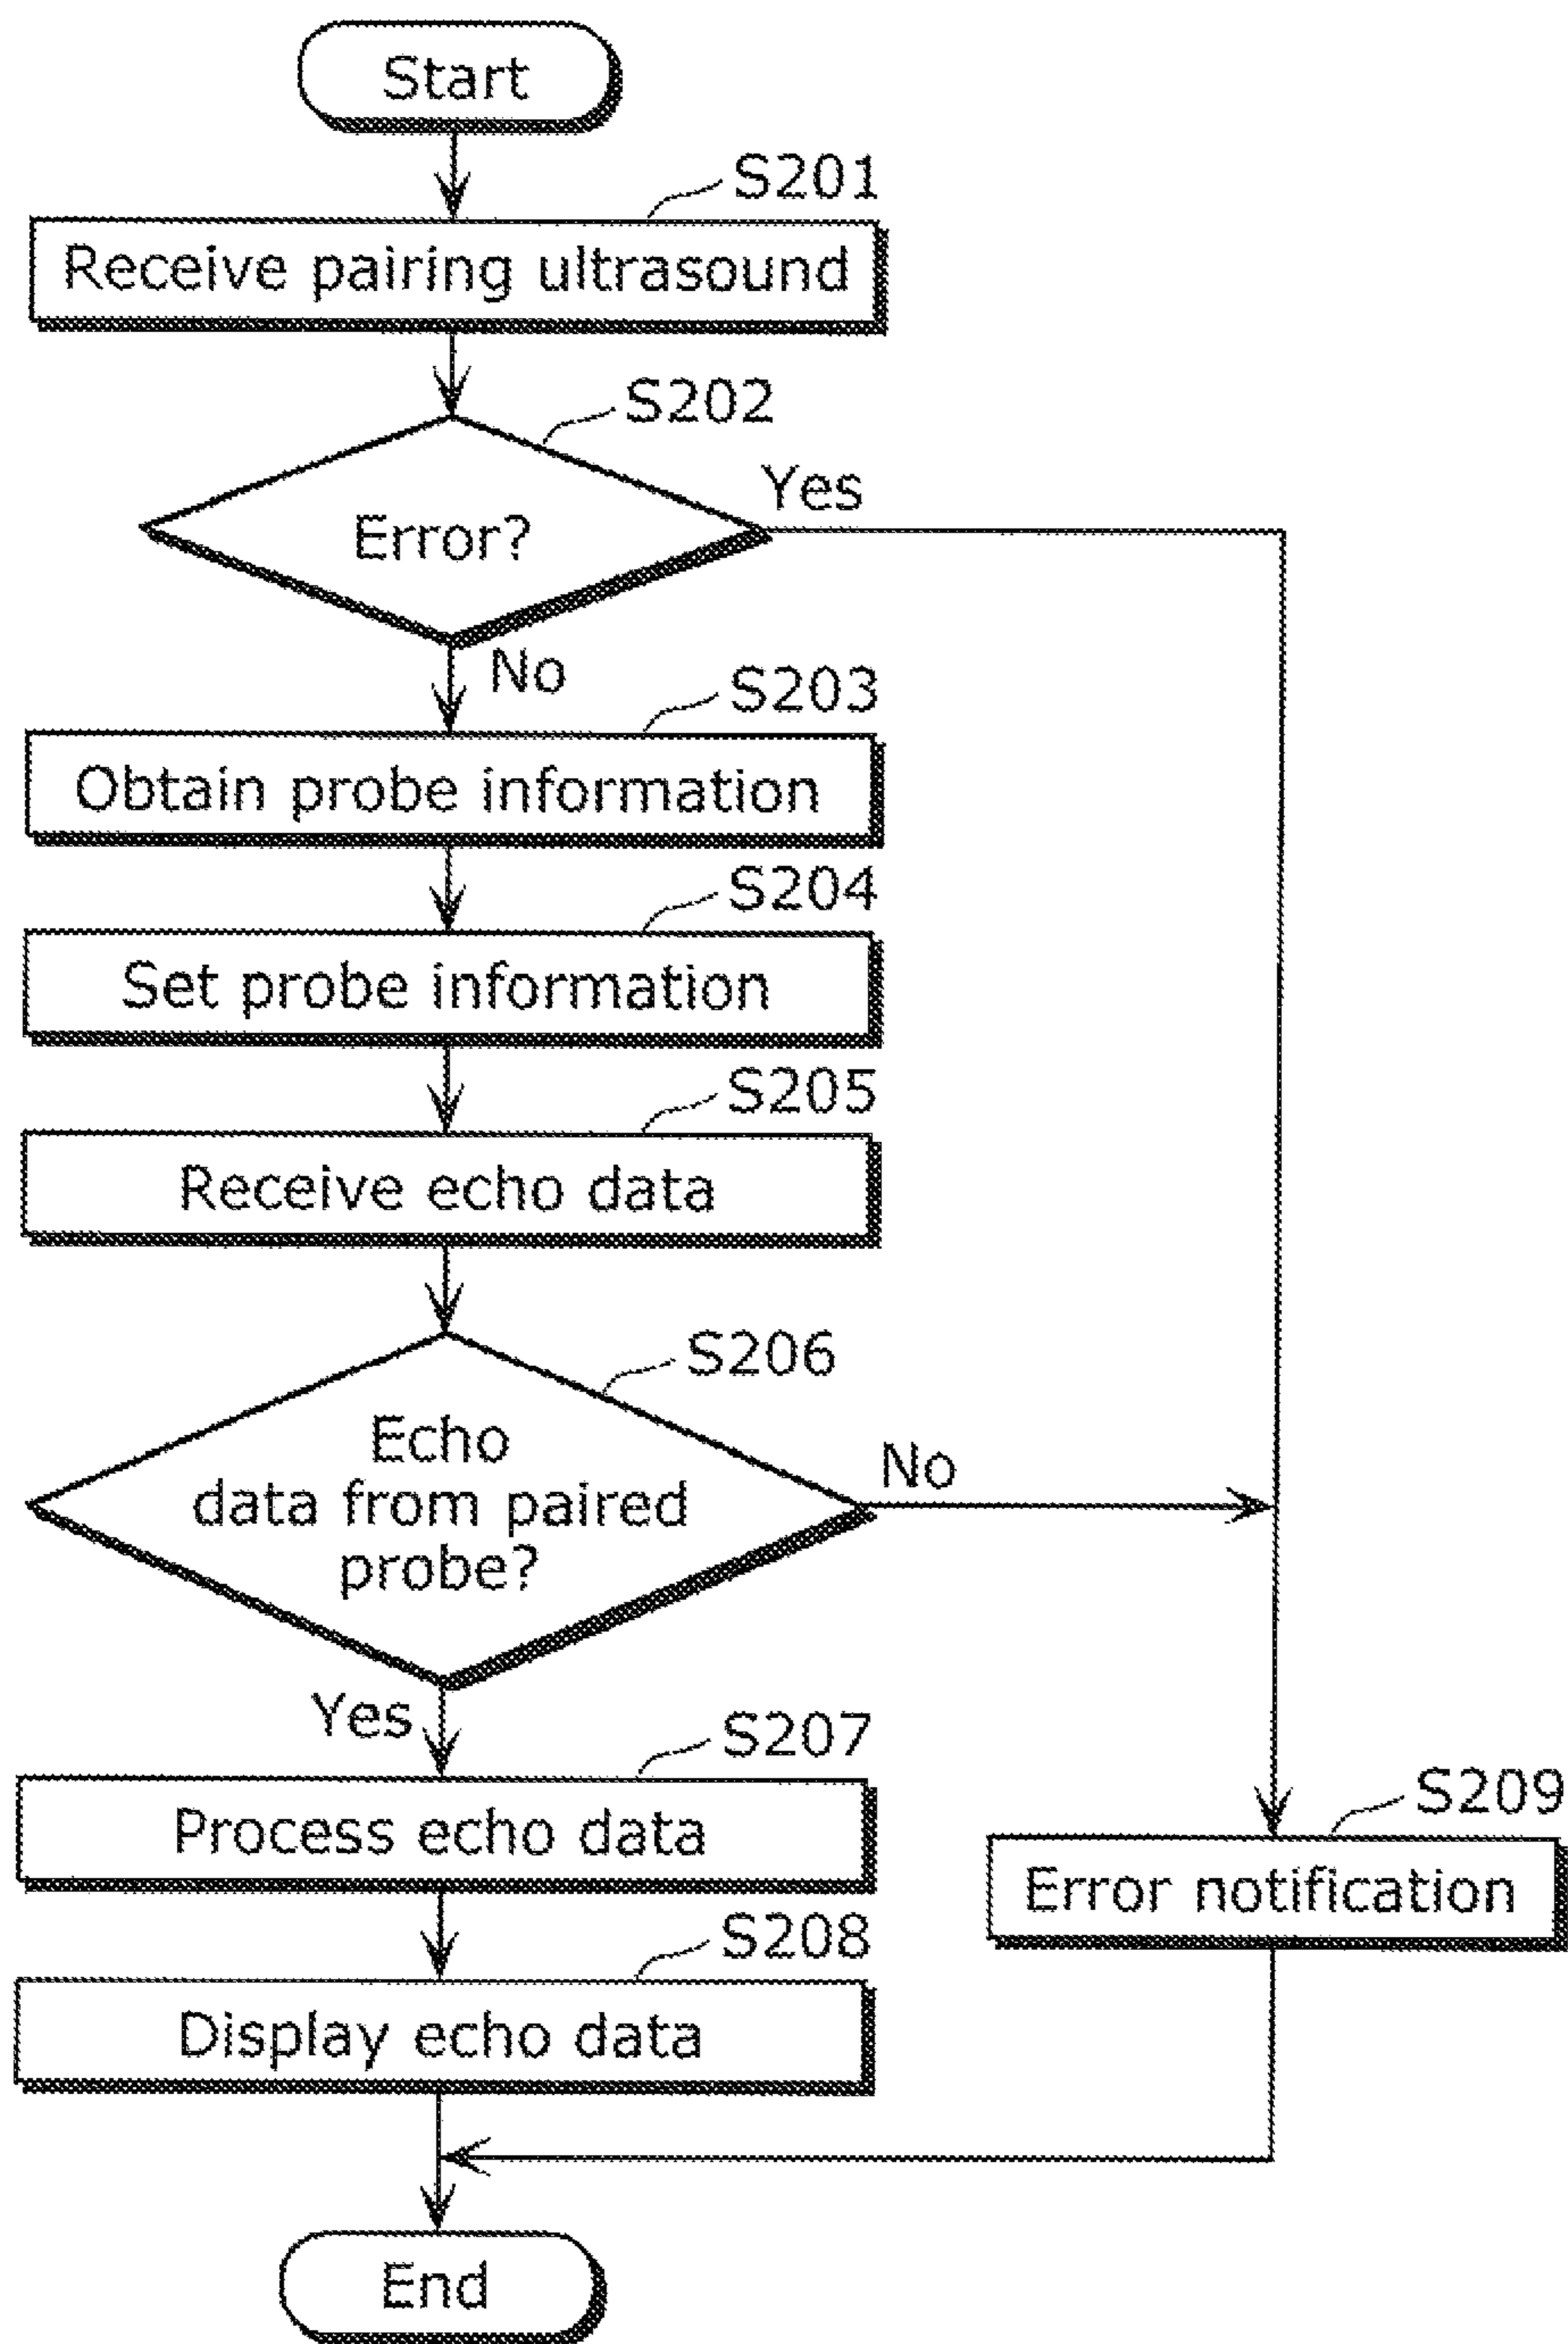 Start
S201
Receive pairing ultrasound
S202
Error?
Yes
No
S203
Obtain probe information
S204
Set probe information
S205
Receive echo data
S206
Echo
data from paired
probe?
No
Yes
S207
Process echo data
S209
Error notification
S208
Display echo data
End